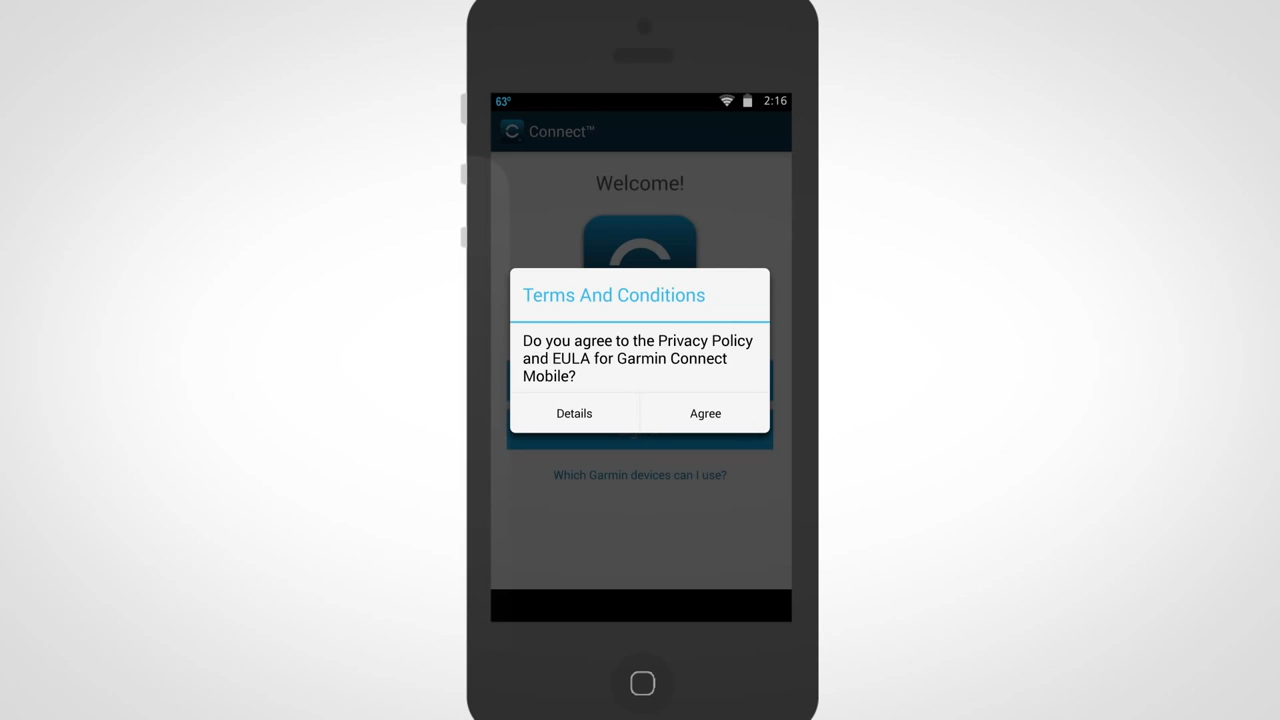 63°
2:16
Connect™
Welcome!
Terms And Conditions
Do you agree to the Privacy Policy
and EULA for Garmin Connect
Mobile?
Details
Agree
Which Garmin devices can I use?